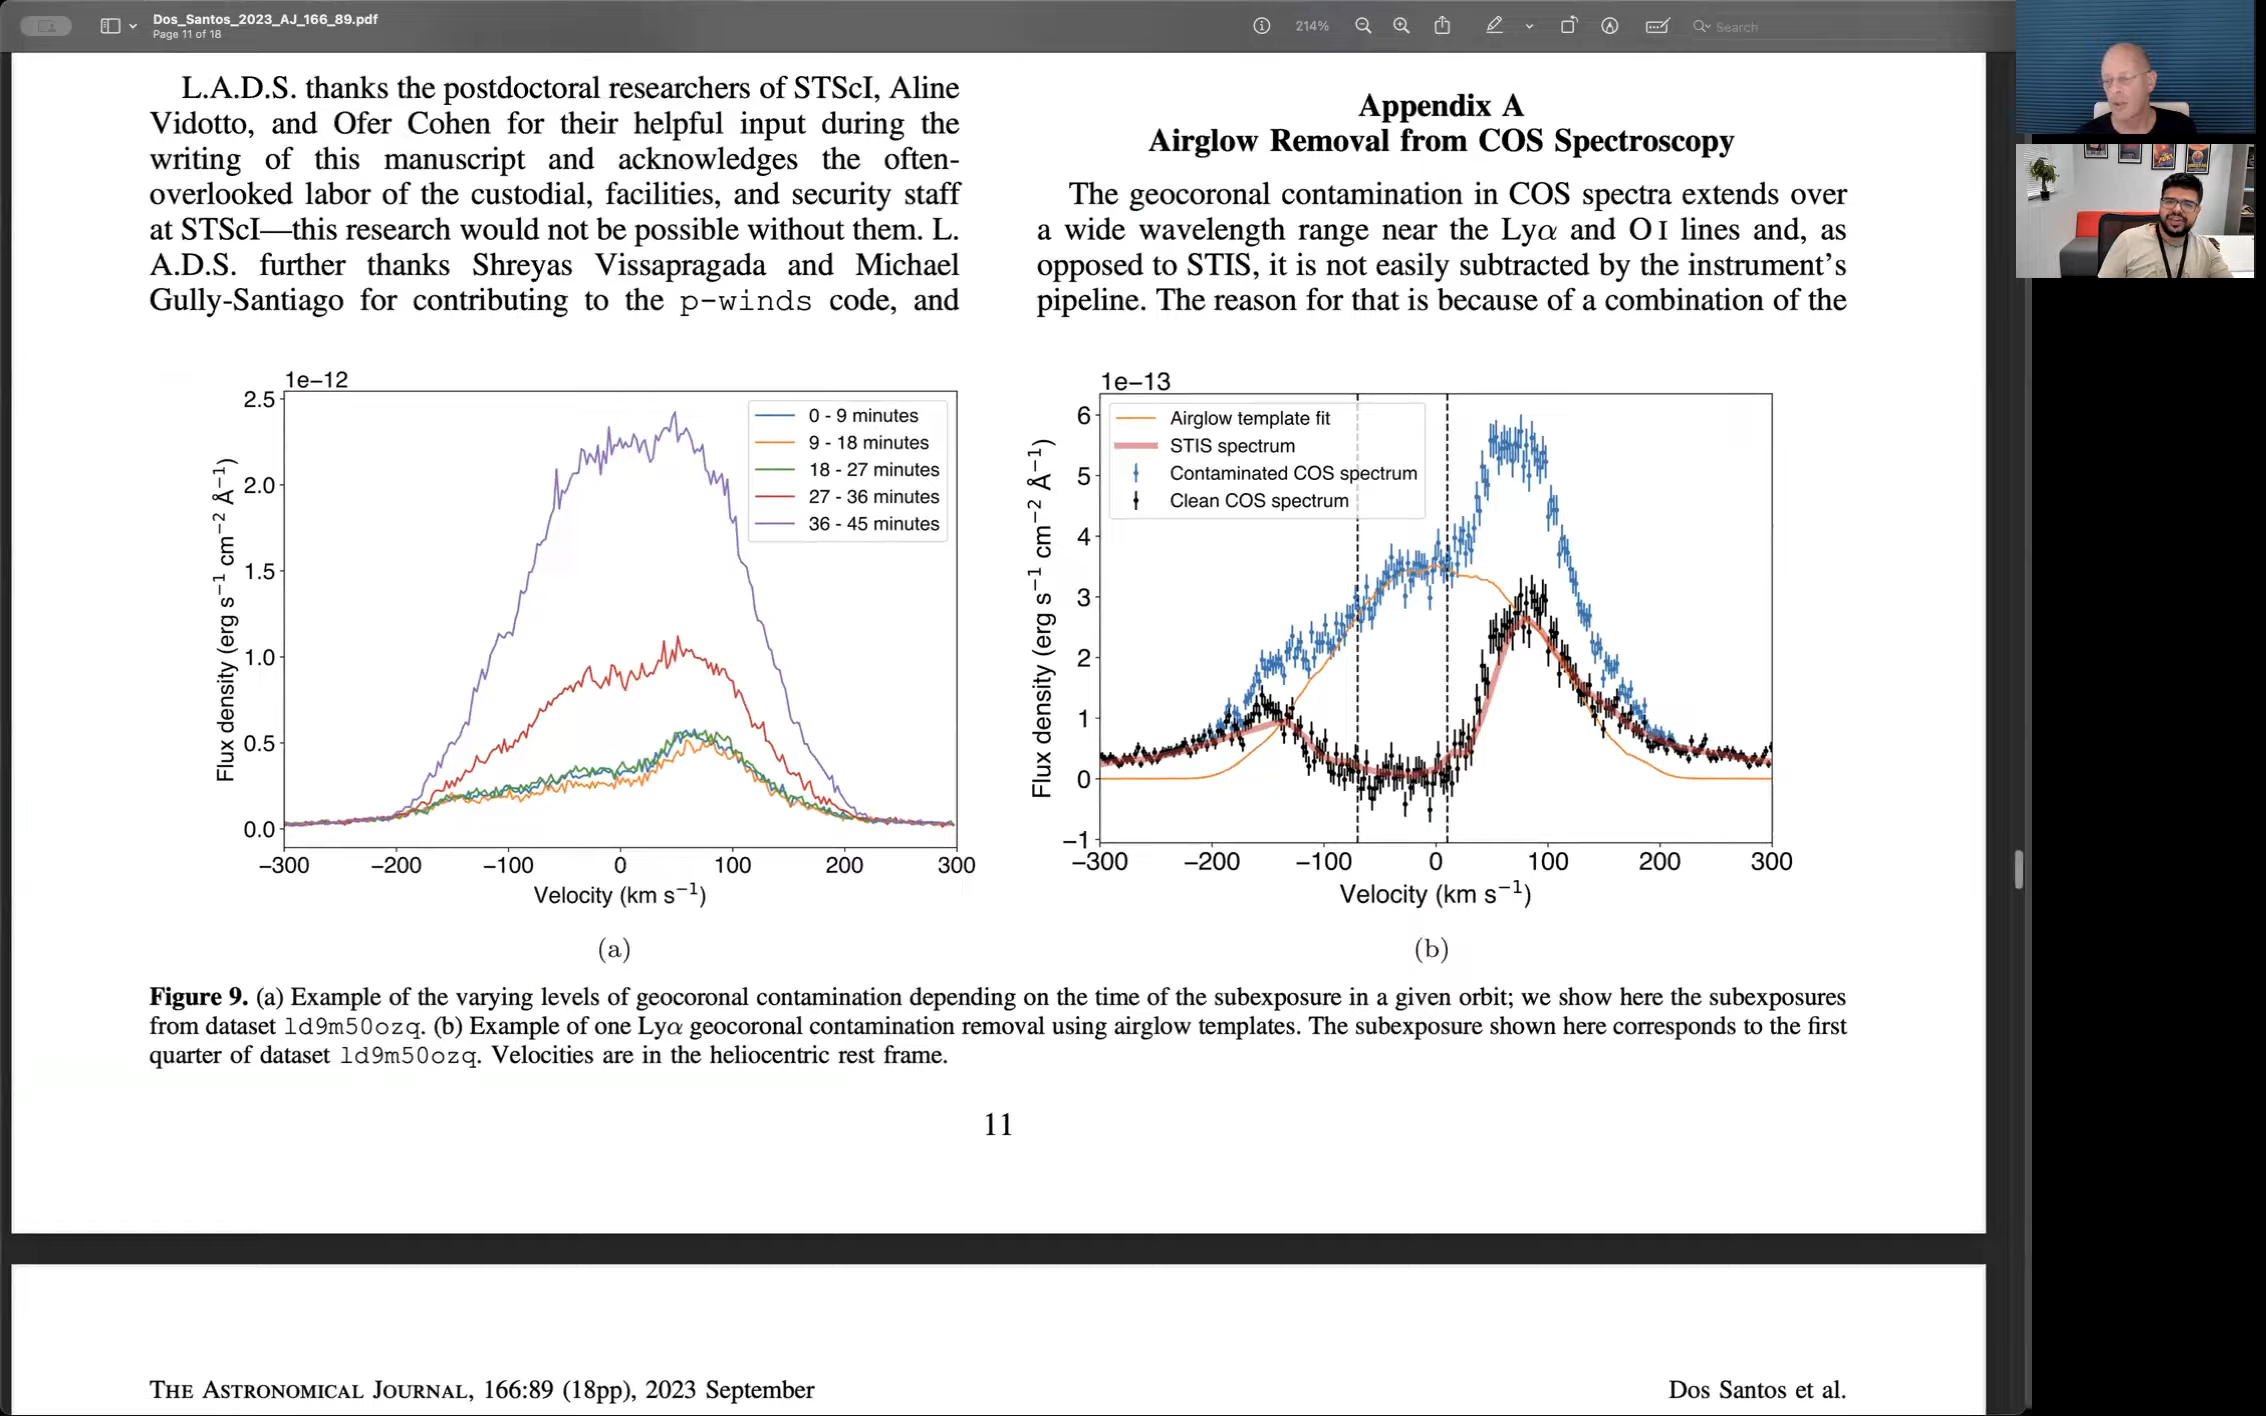 Dos_Santos_2023_AJ_166_89.pdf
Page 11 of 18
214%
Search
L.A.D.S. thanks the postdoctoral researchers of STScI, Aline
Vidotto, and Ofer Cohen for their helpful input during the
writing of this manuscript and acknowledges the often-
overlooked labor of the custodial, facilities, and security staff
at STScI—this research would not be possible without them. L.
A.D.S. further thanks Shreyas Vissapragada and Michael
Gully-Santiago for contributing to the p-winds code, and
Appendix A
Airglow Removal from COS Spectroscopy
The geocoronal contamination in COS spectra extends over
a wide wavelength range near the Lyα and O I lines and, as
opposed to STIS, it is not easily subtracted by the instrument's
pipeline. The reason for that is because of a combination of the
1e−12
2.5
2.0
1.5
1.0
0.5
0.0
Flux density (erg s⁻¹ cm⁻² Å⁻¹)
0 - 9 minutes
9 - 18 minutes
18 - 27 minutes
27 - 36 minutes
36 - 45 minutes
−300 −200 −100 0 100 200 300
Velocity (km s⁻¹)
(a)
1e−13
6
5
4
3
2
1
0
−1
Flux density (erg s⁻¹ cm⁻² Å⁻¹)
Airglow template fit
STIS spectrum
Contaminated COS spectrum
Clean COS spectrum
−300 −200 −100 0 100 200 300
Velocity (km s⁻¹)
(b)
Figure 9. (a) Example of the varying levels of geocoronal contamination depending on the time of the subexposure in a given orbit; we show here the subexposures
from dataset ld9m50ozq. (b) Example of one Lyα geocoronal contamination removal using airglow templates. The subexposure shown here corresponds to the first
quarter of dataset ld9m50ozq. Velocities are in the heliocentric rest frame.
11
THE ASTRONOMICAL JOURNAL, 166:89 (18pp), 2023 September
Dos Santos et al.